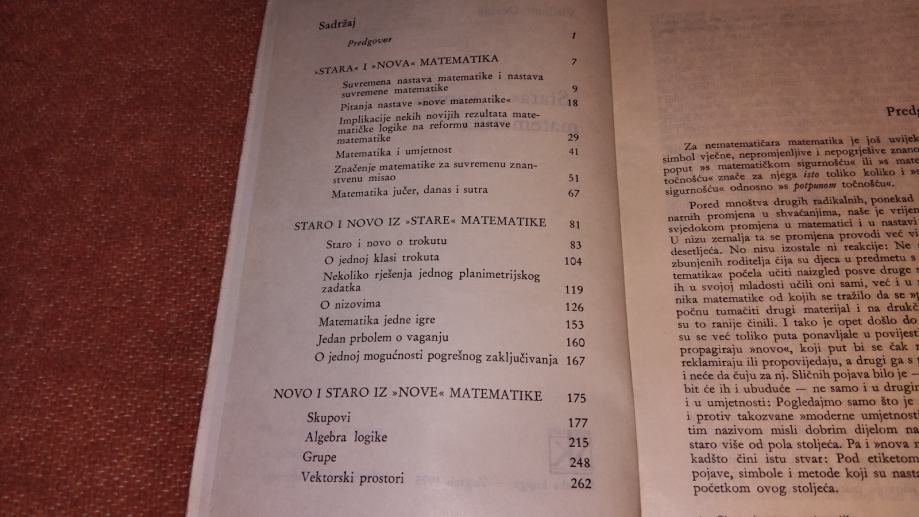 Sadržaj
Predgovor 1
»STARA« I »NOVA« MATEMATIKA 7
Suvremena nastava matematike i nastava
suvremene matematike 9
Pitanja nastave »nove matematike« 18
Implikacije nekih novijih rezultata mate-
matičke logike na reformu nastave
matematike 29
Matematika i umjetnost 41
Značenje matematike za suvremenu znan-
stvenu misao 51
Matematika jučer, danas i sutra 67
STARO I NOVO IZ »STARE« MATEMATIKE 81
Staro i novo o trokutu 83
O jednoj klasi trokuta 104
Nekoliko rješenja jednog planimetrijskog
zadatka 119
O nizovima 126
Matematika jedne igre 153
Jedan prbolem o vaganju 160
O jednoj mogućnosti pogrešnog zaključivanja 167
NOVO I STARO IZ »NOVE« MATEMATIKE 175
Skupovi 177
Algebra logike 215
Grupe 248
Vektorski prostori 262
Za nematematičara matematika je još uvijek
simbol vječne, nepromjenljive i nepogrješive
poput »s matematičkom sigurnošću« ili »s
točnošću« znače za njega isto toliko koliko i
sigurnošću« odnosno »s potpunom točnošću«.
Pored mnoštva drugih radikalnih, ponekad
narnih promjena u shvaćanjima, naše je
svjedokom promjena u matematici i u nastavi
U nizu zemalja ta se promjena provodi već
desetljeća. No nisu izostale ni reakcije: Ne
zbunjenih roditelja čija su djeca u predmetu
tematika« počela učiti naizgled posve druge
ih u svojoj mladosti učili oni sami, već i u
nika matematike od kojih se tražilo da se
počnu tumačiti drugi materijal i na
su to ranije činili. I tako je opet došlo do
su se već toliko puta ponavljale u
propagiraju »novo«, koji put bi se čak
reklamiraju ili propovijedaju, a drugi ga
i neće da čuju za nj. Sličnih pojava bilo je —
bit će ih i ubuduće — ne samo i u
i u umjetnosti: Pogledajmo samo što je
i protiv takozvane »moderne umjetnosti
tim nazivom misli dobrim dijelom
staro više od pola stoljeća. Pa i »nova
kadšto čini istu stvar: Pod etiketom
pojave, simbole i metode koji su
početkom ovog stoljeća.